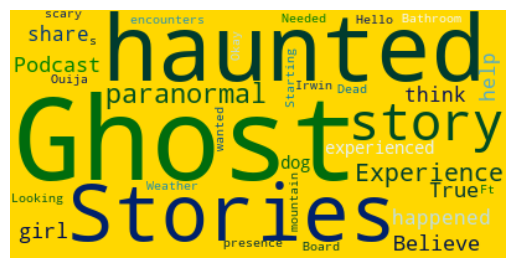 scary
encounters
Needed
Hello
Bathroom
share
s
haunted
Okay
Podcast
Ouija
paranormal
Starting
Irwin
Dead
think
help
Ghost
wanted
story
experienced
dog
Experience
Looking
Weather
Stories
mountain
True
Ft
girl
presence
Board
happened
Believe